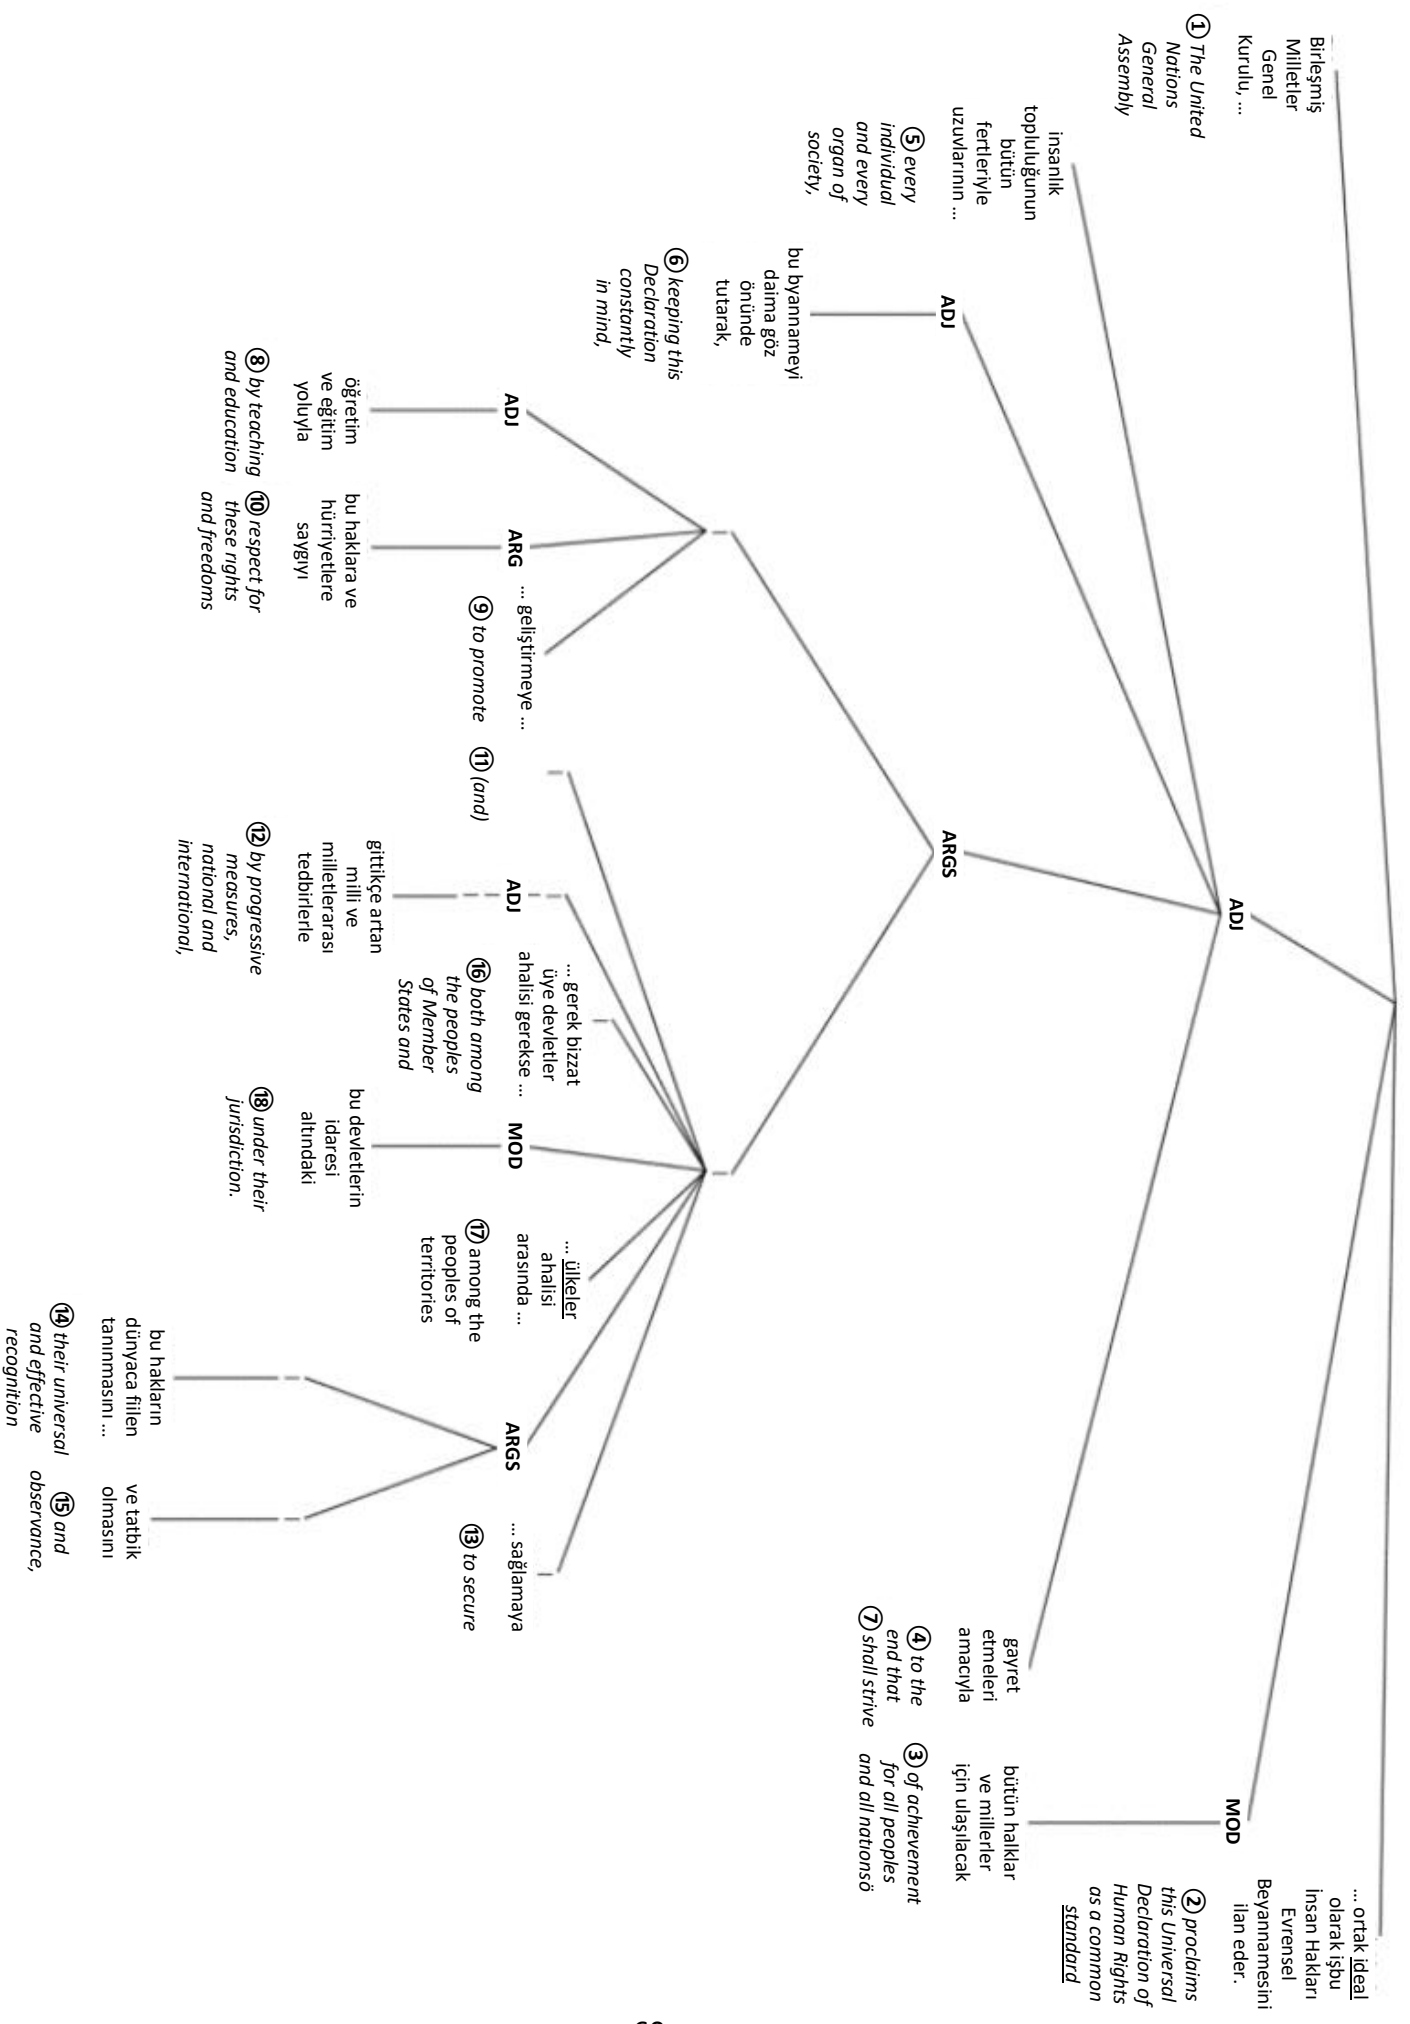 Birleşmiş
Milletler
Genel
Kurulu, ...
① The United
Nations
General
Assembly
insanlık
topluluğunun
bütün
fertleriyle
uzuvlarının ...
⑤ every
individual
and every
organ of
society,
ADJ
bu byannameyi
daima göz
önünde
tutarak,
⑥ keeping this
Declaration
constantly
in mind,
ADJ
öğretim
ve eğitim
yoluyla
⑧ by teaching
and education
ARG
bu haklara ve
hürriyetlere
saygıyı
⑩ respect for
these rıghts
and freedoms
... geliştirmeye ...
⑨ to promote
ARGS
ADJ
⑪ (and)
ADJ
gittikçe artan
milli ve
milletlerarası
tedbirlerle
⑫ by progressive
measures,
national and
international,
... gerek bizzat
üye devletler
ahalisi gerekse ...
⑯ both among
the peoples
of Member
States and
MOD
bu devletlerin
idaresi
altındaki
⑱ under their
jurisdiction.
... ülkeler
ahalisi
arasında ...
⑰ among the
peoples of
territories
ARGS
bu hakların
dünyaca fiilen
tanınmasını ...
⑭ their universal
and effective
recognition
ve tatbik
olmasını
⑮ and
observance,
... sağlamaya
⑬ to secure
gayret
etmeleri
amacıyla
④ to the
end that
⑦ shall strive
MOD
bütün halklar
ve millerler
için ulaşılacak
③ of achıevement
for all peoples
and all natıonsö
... ortak ideal
olarak işbu
İnsan Hakları
Evrensel
Beyannamesini
ilan eder.
② proclaims
this Universal
Declaration of
Human Rights
as a common
standard